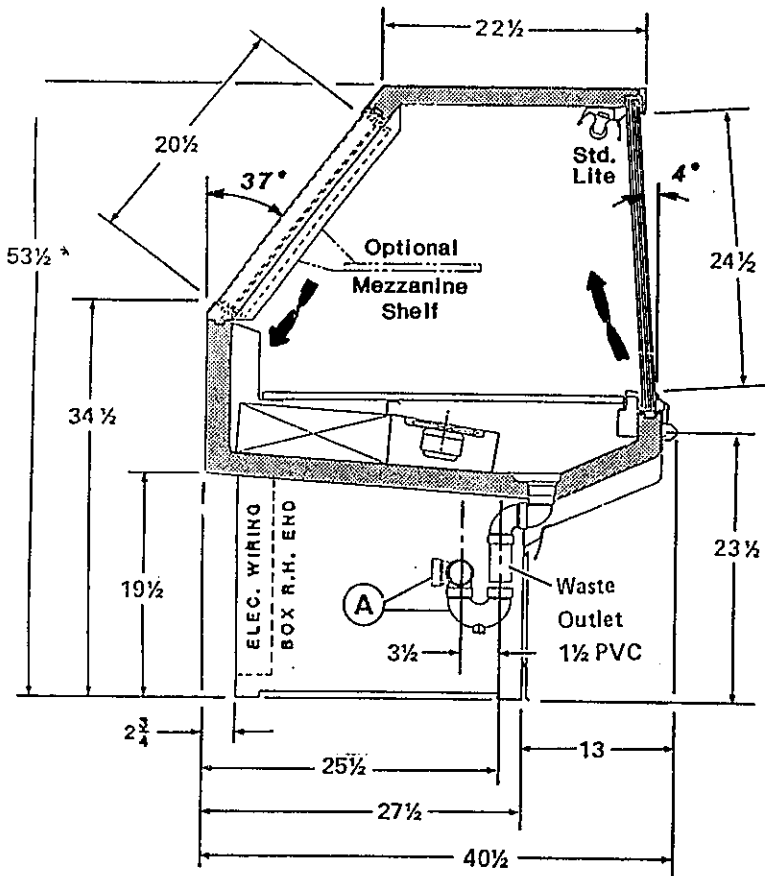 22½
20½
37°
Std.
Lite
4°
53½
Optional
Mezzanine
Shelf
24½
34½
ELEC. WIRING
BOX R.H. END
19½
A
Waste
Outlet
1½ PVC
3½
23½
2¾
25½
13
27½
40½